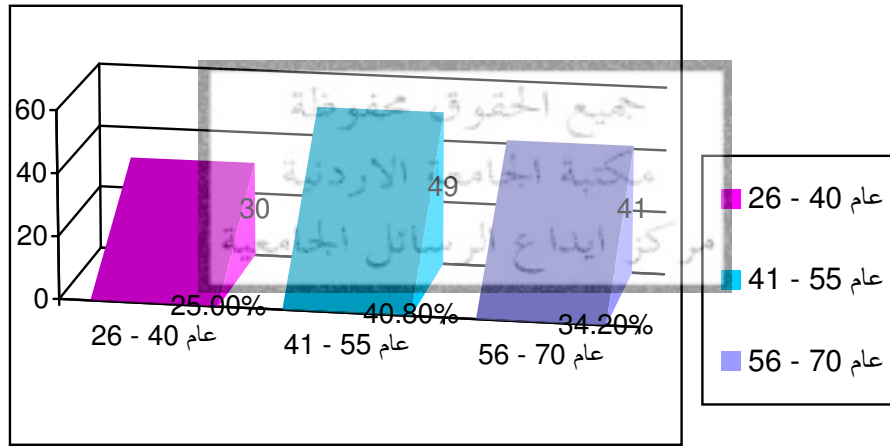 جميع الحقوق محفوظة
مكتبة الجامعة الاردنية
مركز ايداع الرسائل الجامعية
60
40
20
0
30
49
41
25.00%
40.80%
34.20%
26 - 40 عام
41 - 55 عام
56 - 70 عام
26 - 40 عام
41 - 55 عام
56 - 70 عام